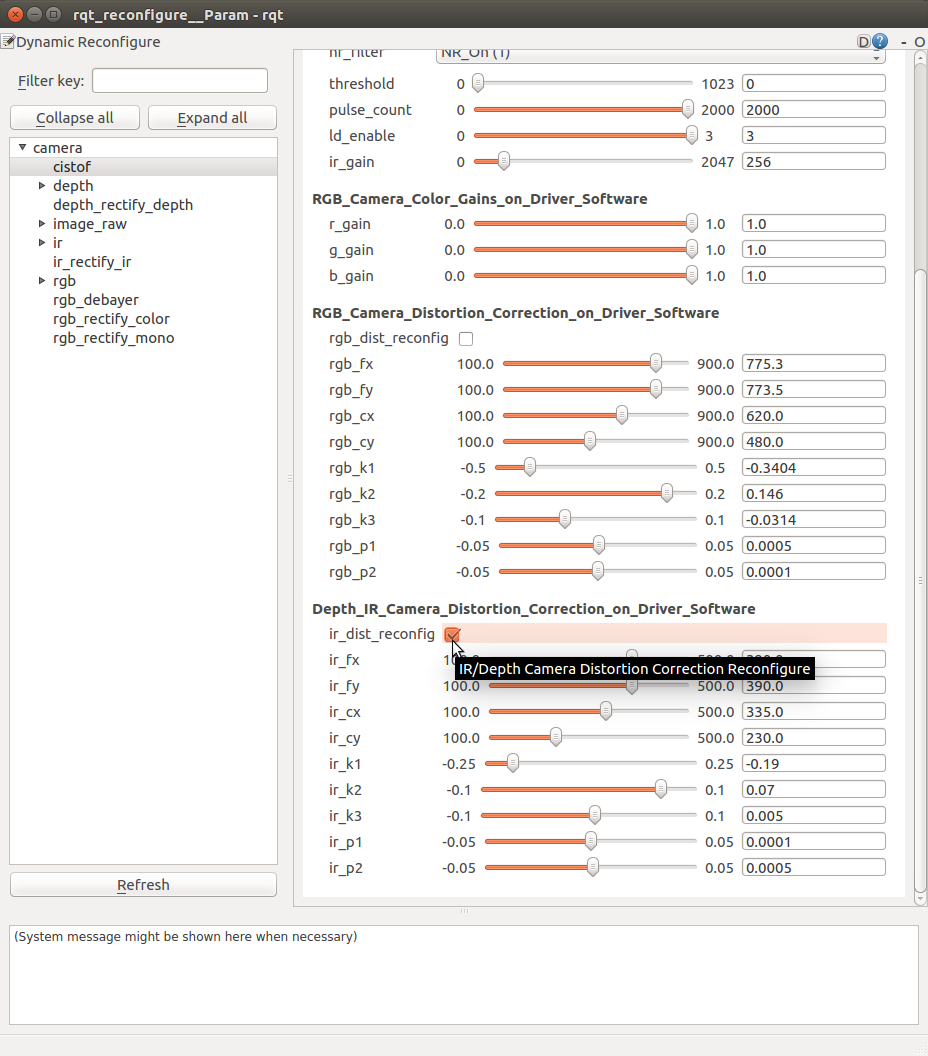 rqt_reconfigure__Param - rqt
Dynamic Reconfigure
D ? - O
Filter key:
Collapse all Expand all
camera
cistof
depth
depth_rectify_depth
image_raw
ir
ir_rectify_ir
rgb
rgb_debayer
rgb_rectify_color
rgb_rectify_mono
Refresh
nr_filter NR_On (1)
threshold 0 1023 0
pulse_count 0 2000 2000
ld_enable 0 3 3
ir_gain 0 2047 256
RGB_Camera_Color_Gains_on_Driver_Software
r_gain 0.0 1.0 1.0
g_gain 0.0 1.0 1.0
b_gain 0.0 1.0 1.0
RGB_Camera_Distortion_Correction_on_Driver_Software
rgb_dist_reconfig
rgb_fx 100.0 900.0 775.3
rgb_fy 100.0 900.0 773.5
rgb_cx 100.0 900.0 620.0
rgb_cy 100.0 900.0 480.0
rgb_k1 -0.5 0.5 -0.3404
rgb_k2 -0.2 0.2 0.146
rgb_k3 -0.1 0.1 -0.0314
rgb_p1 -0.05 0.05 0.0005
rgb_p2 -0.05 0.05 0.0001
Depth_IR_Camera_Distortion_Correction_on_Driver_Software
ir_dist_reconfig
ir_fx
IR/Depth Camera Distortion Correction Reconfigure
ir_fy 100.0 500.0 390.0
ir_cx 100.0 500.0 335.0
ir_cy 100.0 500.0 230.0
ir_k1 -0.25 0.25 -0.19
ir_k2 -0.1 0.1 0.07
ir_k3 -0.1 0.1 0.005
ir_p1 -0.05 0.05 0.0001
ir_p2 -0.05 0.05 0.0005
(System message might be shown here when necessary)